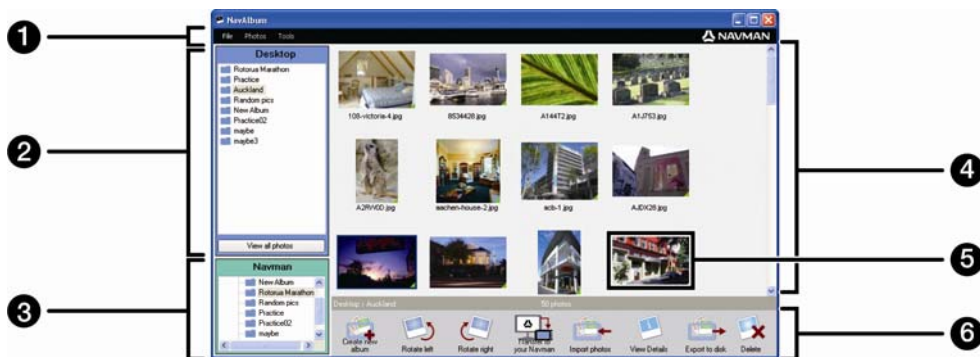 NavAlbum
1
File Photos Tools
NAVMAN
2
Desktop
Rotorua Marathon
Practice
Auckland
Random pics
New Album
Practice02
maybe
maybe3
View all photos
3
Navman
New Album
Rotorua Marathon
Random pics
Practice
Practice02
maybe
108-victoria-4.jpg
8534428.jpg
A144T2.jpg
A1J753.jpg
A2RW0D.jpg
aachen-house-2.jpg
acib-1.jpg
AJDX26.jpg
4
5
Desktop : Auckland
50 photos
Create new album
Rotate left
Rotate right
Transfer to your Navman
Import photos
View Details
Export to disk
Delete
6